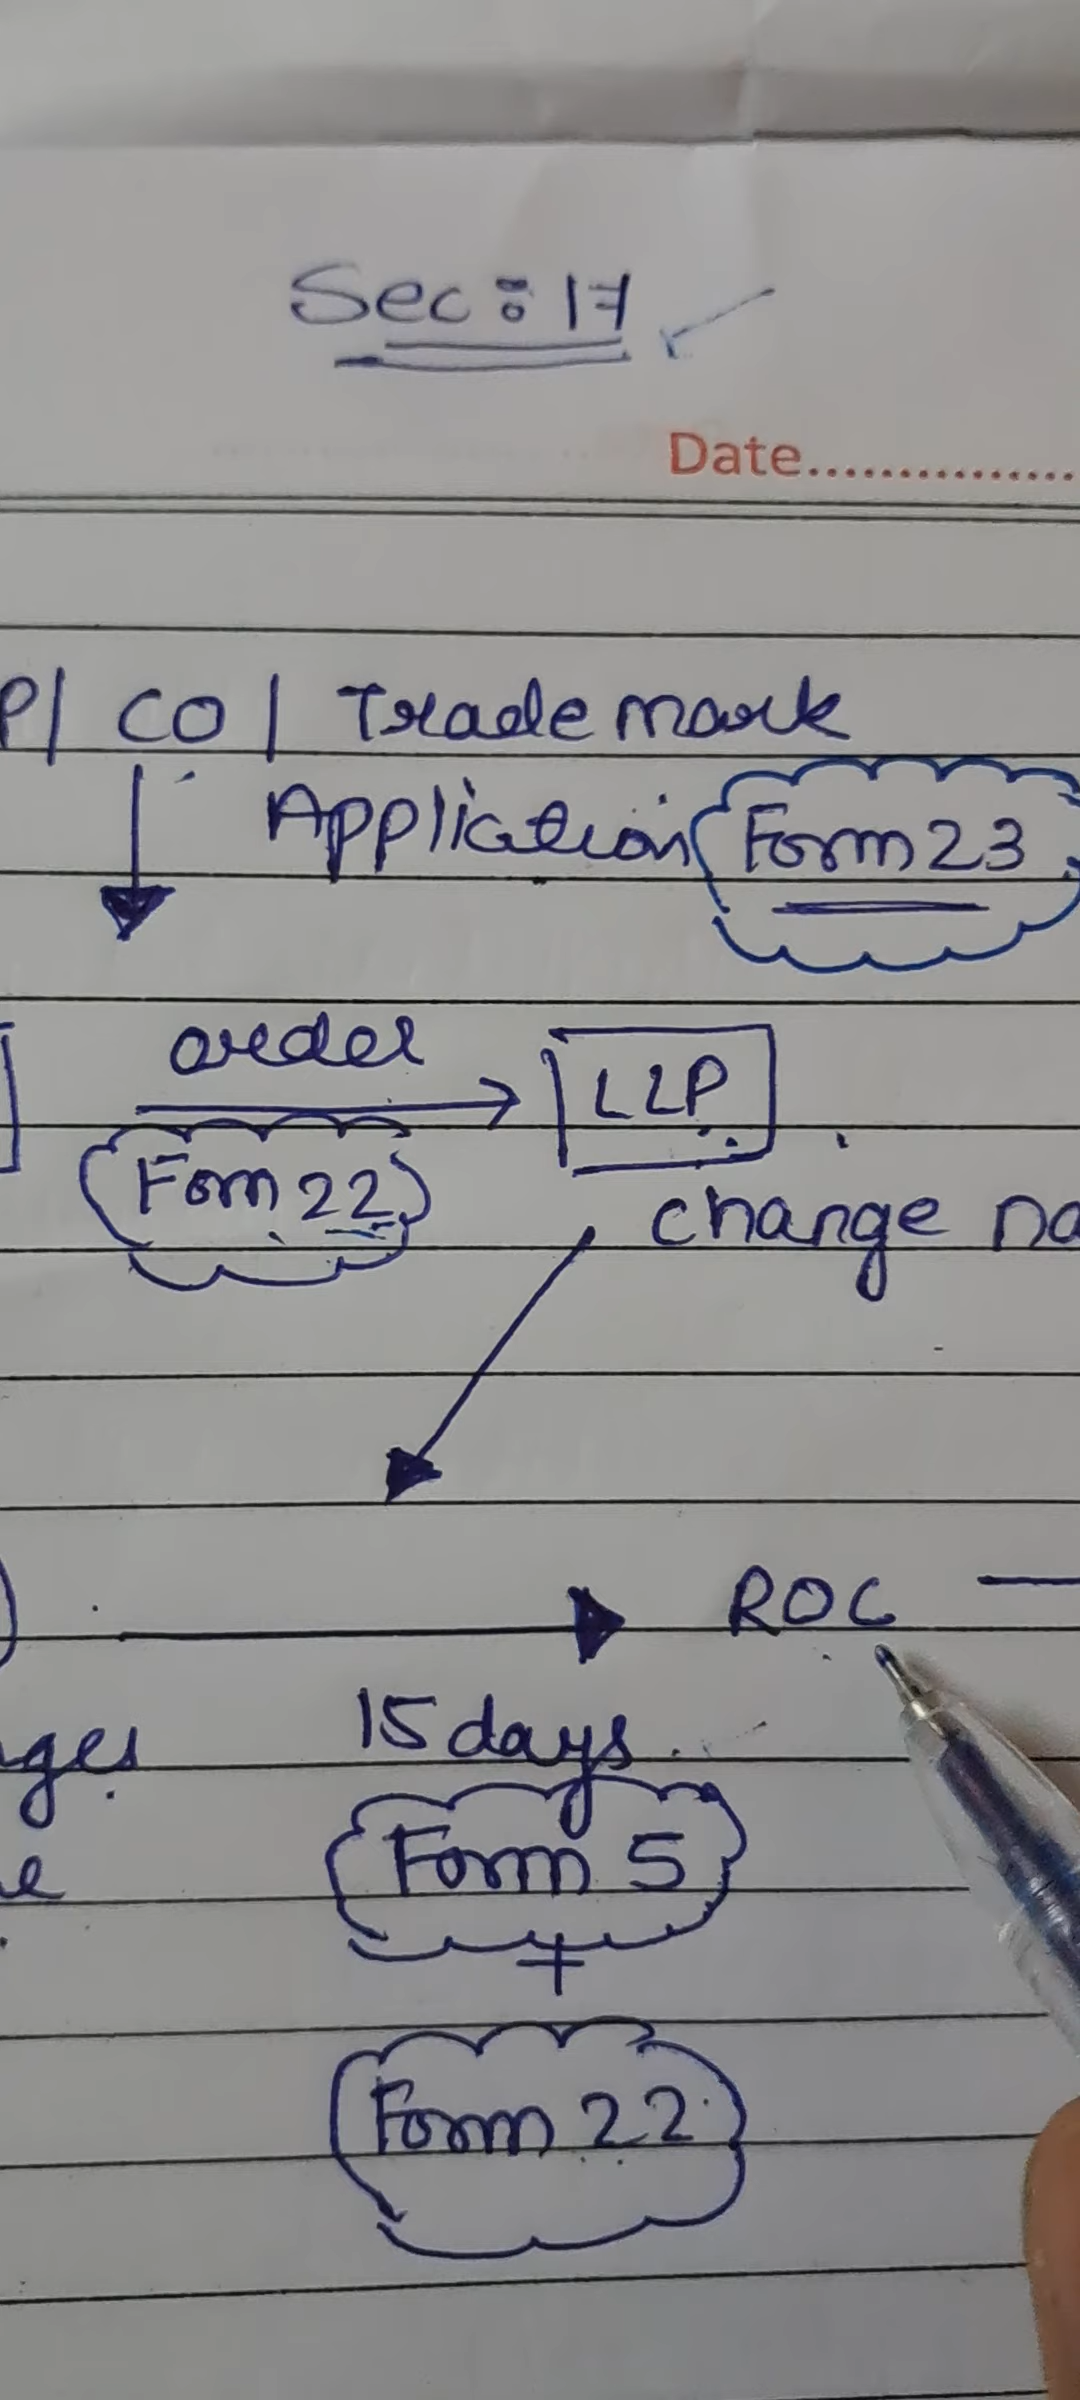 Sec : 17
Date...............
P/ CO / Trademark
Application Form 23
order
LLP
Form 22
change na
ROC
ges 15 days
Form 5
+
Form 22